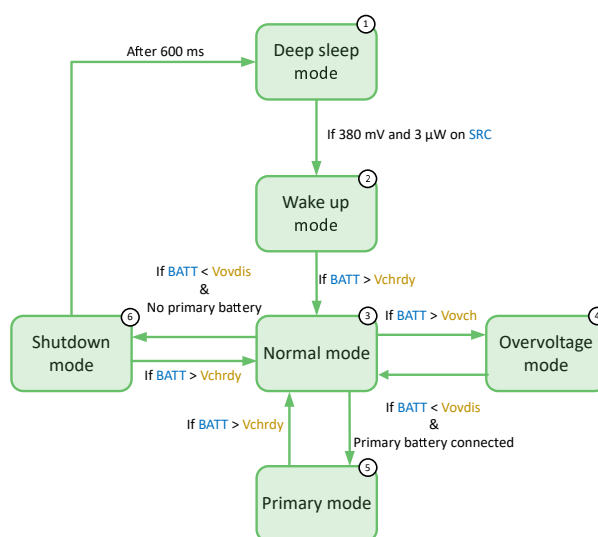 1
Deep sleep
mode
After 600 ms
If 380 mV and 3 µW on SRC
2
Wake up
mode
If BATT < Vovdis
&
No primary battery
If BATT > Vchrdy
6
Shutdown
mode
3
Normal mode
If BATT > Vovch
4
Overvoltage
mode
If BATT > Vchrdy
If BATT < Vovdis
&
Primary battery connected
If BATT > Vchrdy
5
Primary mode